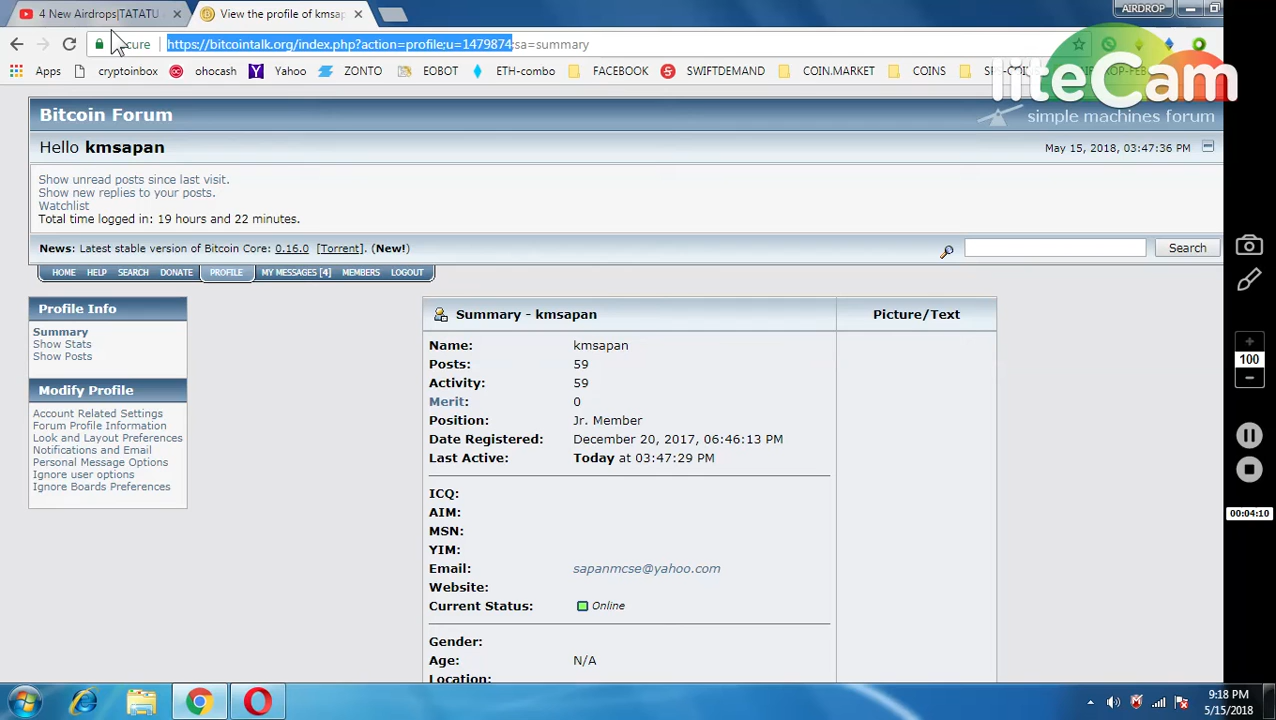 4 New Airdrops|TATATU
View the profile of kmsap
AIRDROP
https://bitcointalk.org/index.php?action=profile;u=1479874;sa=summary
Apps
cryptoinbox
ohocash
Yahoo
ZONTO
EOBOT
ETH-combo
FACEBOOK
SWIFTDEMAND
COIN.MARKET
COINS
liteCam
Bitcoin Forum
simple machines forum
Hello kmsapan
May 15, 2018, 03:47:36 PM
Show unread posts since last visit.
Show new replies to your posts.
Watchlist
Total time logged in: 19 hours and 22 minutes.
News: Latest stable version of Bitcoin Core: 0.16.0 [Torrent]. (New!)
Search
HOME HELP SEARCH DONATE PROFILE MY MESSAGES [4] MEMBERS LOGOUT
Profile Info
Summary
Show Stats
Show Posts
Modify Profile
Account Related Settings
Forum Profile Information
Look and Layout Preferences
Notifications and Email
Personal Message Options
Ignore user options
Ignore Boards Preferences
Summary - kmsapan
Picture/Text
Name: kmsapan
Posts: 59
Activity: 59
Merit: 0
Position: Jr. Member
Date Registered: December 20, 2017, 06:46:13 PM
Last Active: Today at 03:47:29 PM
ICQ:
AIM:
MSN:
YIM:
Email: sapanmcse@yahoo.com
Website:
Current Status: Online
Gender:
Age: N/A
Location:
100
00:04:10
9:18 PM
5/15/2018